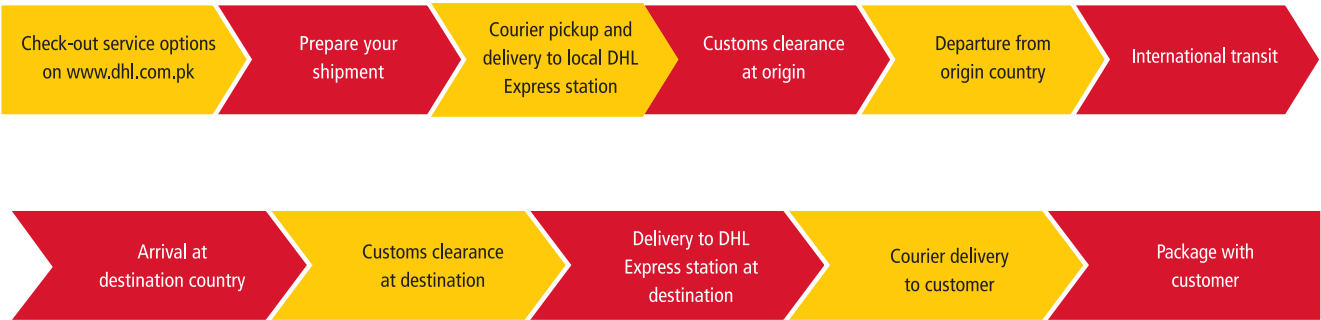 Check-out service options
on www.dhl.com.pk
Prepare your
shipment
Courier pickup and
delivery to local DHL
Express station
Customs clearance
at origin
Departure from
origin country
International transit
Arrival at
destination country
Customs clearance
at destination
Delivery to DHL
Express station at
destination
Courier delivery
to customer
Package with
customer